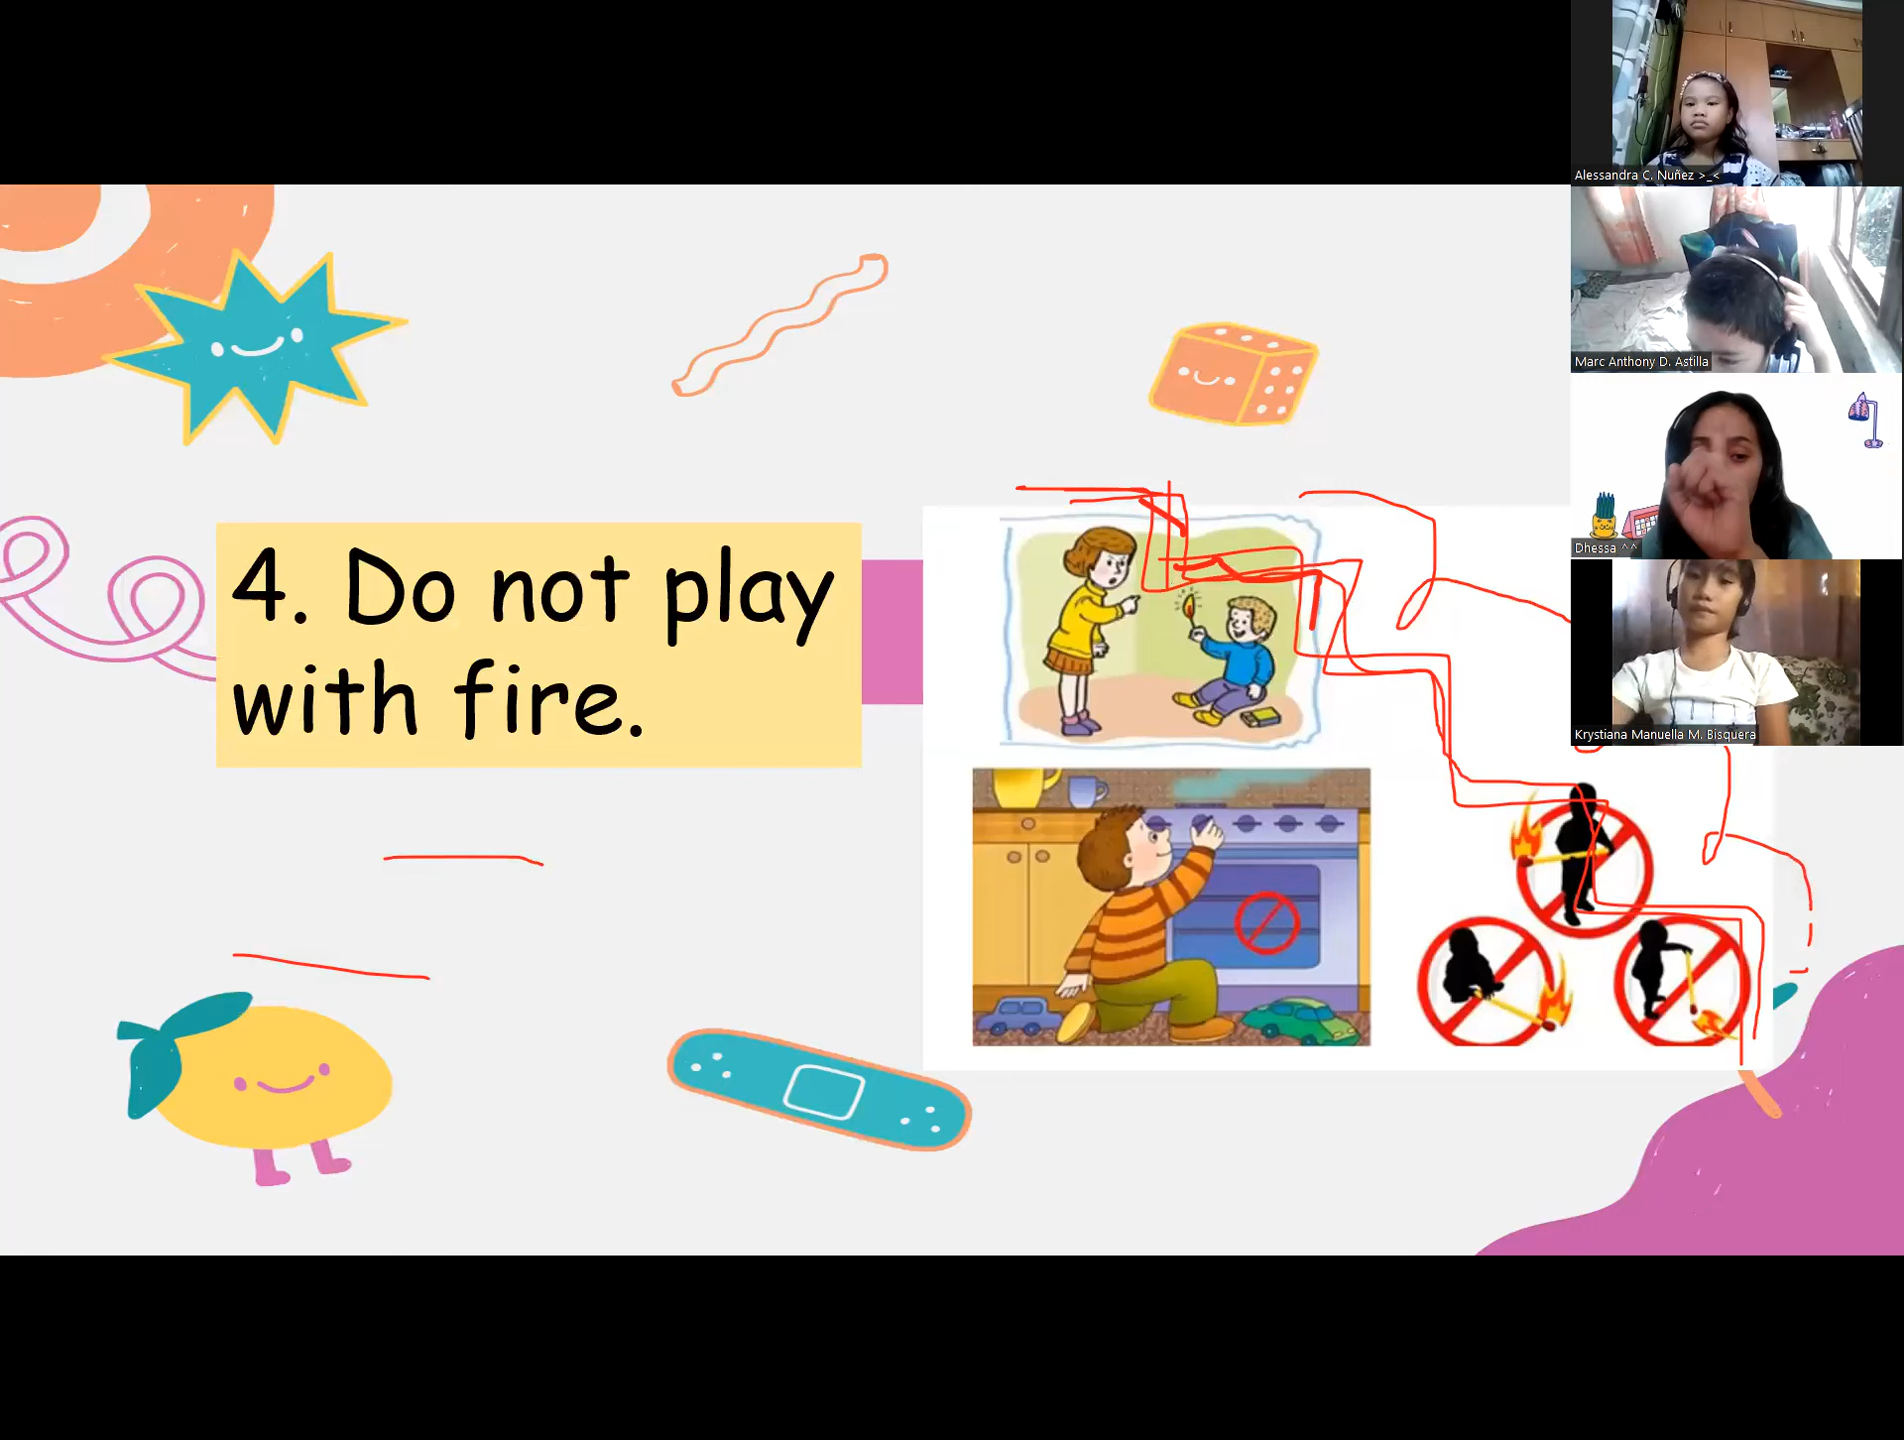 4. Do not play
with fire.
Alessandra C. Nuñez >_<
Marc Anthony D. Astilla
Dhessa ^^
Krystiana Manuella M. Bisquera